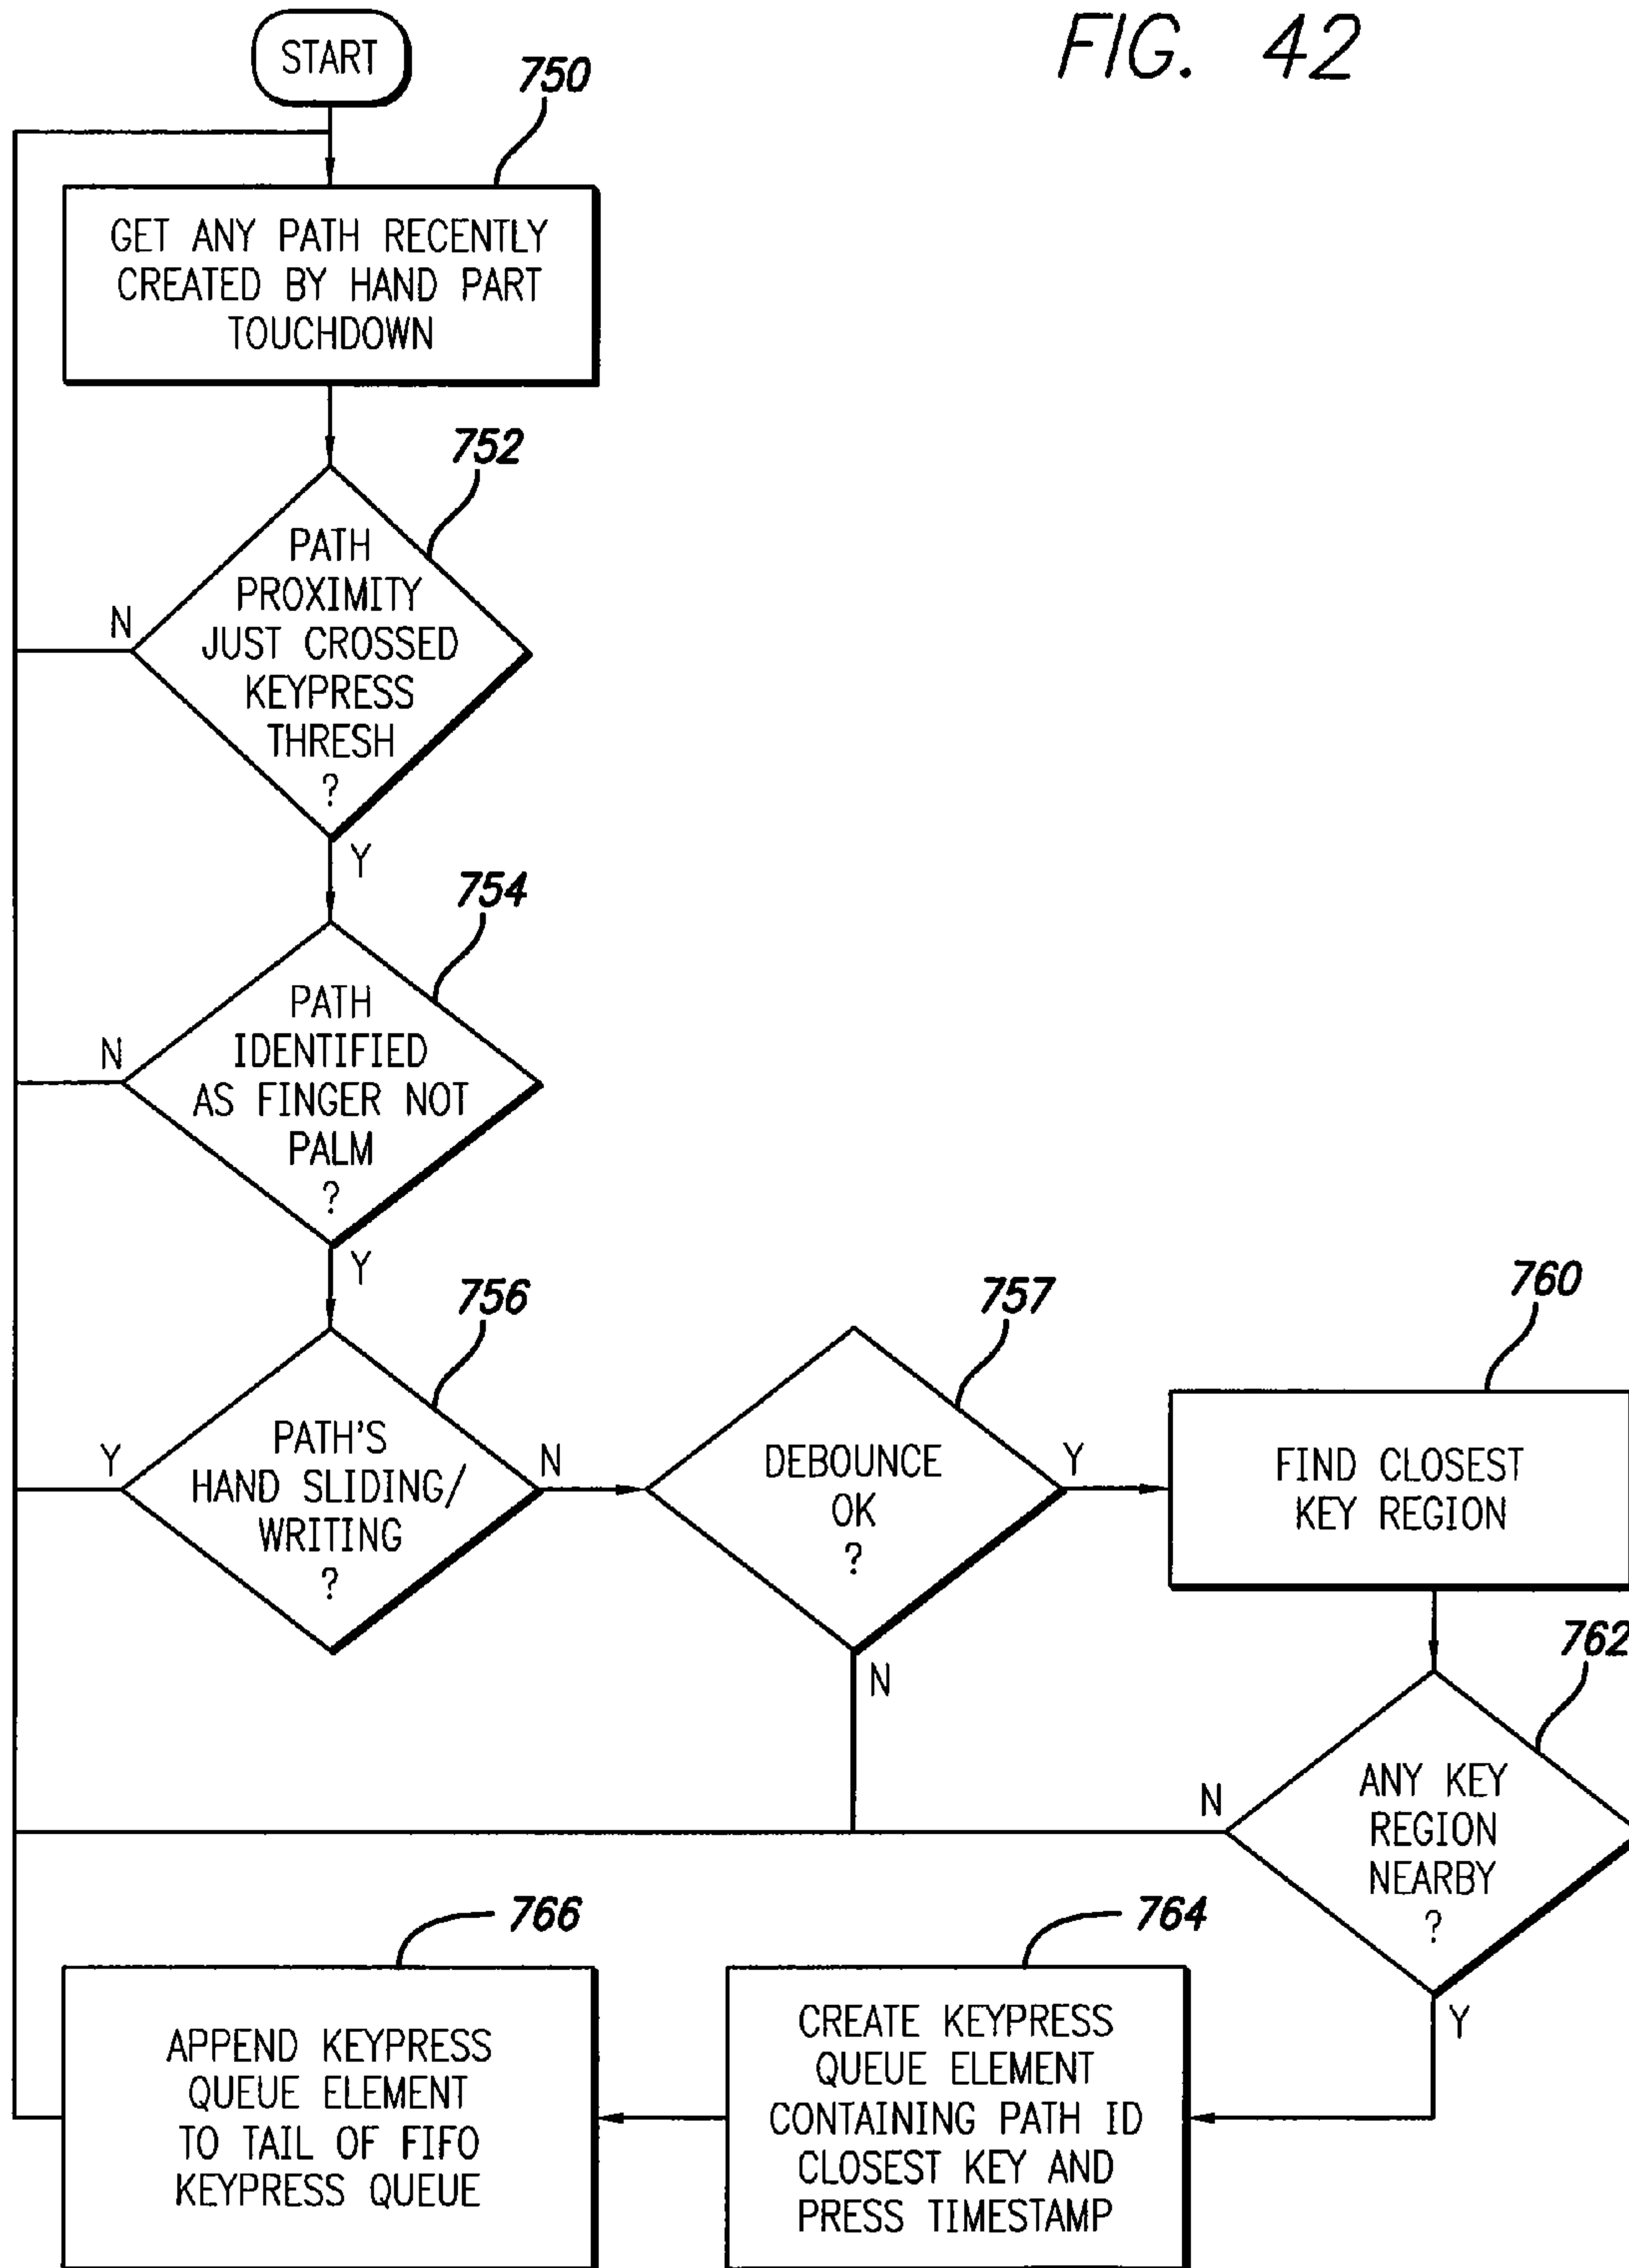 FIG. 42
START
750
GET ANY PATH RECENTLY
CREATED BY HAND PART
TOUCHDOWN
752
PATH
PROXIMITY
JUST CROSSED
KEYPRESS
THRESH
?
N
Y
754
PATH
IDENTIFIED
AS FINGER NOT
PALM
?
N
Y
756
PATH'S
HAND SLIDING/
WRITING
?
Y
N
757
DEBOUNCE
OK
?
Y
N
760
FIND CLOSEST
KEY REGION
762
ANY KEY
REGION
NEARBY
?
N
Y
764
CREATE KEYPRESS
QUEUE ELEMENT
CONTAINING PATH ID
CLOSEST KEY AND
PRESS TIMESTAMP
766
APPEND KEYPRESS
QUEUE ELEMENT
TO TAIL OF FIFO
KEYPRESS QUEUE